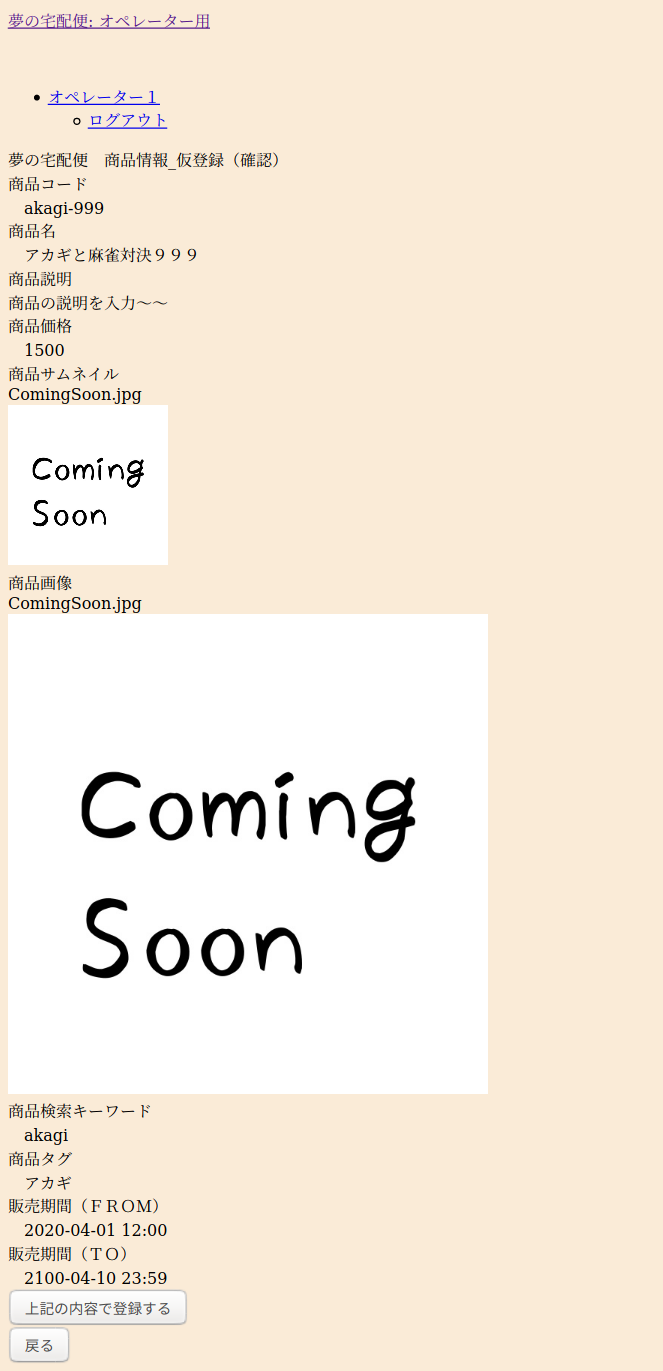 夢の宅配便: オペレーター用
オペレーター１
ログアウト
夢の宅配便　商品情報_仮登録（確認）
商品コード
akagi-999
商品名
アカギと麻雀対決９９９
商品説明
商品の説明を入力～～
商品価格
1500
商品サムネイル
ComingSoon.jpg
Coming
Soon
商品画像
ComingSoon.jpg
Coming
Soon
商品検索キーワード
akagi
商品タグ
アカギ
販売期間（ＦＲＯＭ）
2020-04-01 12:00
販売期間（ＴＯ）
2100-04-10 23:59
上記の内容で登録する
戻る